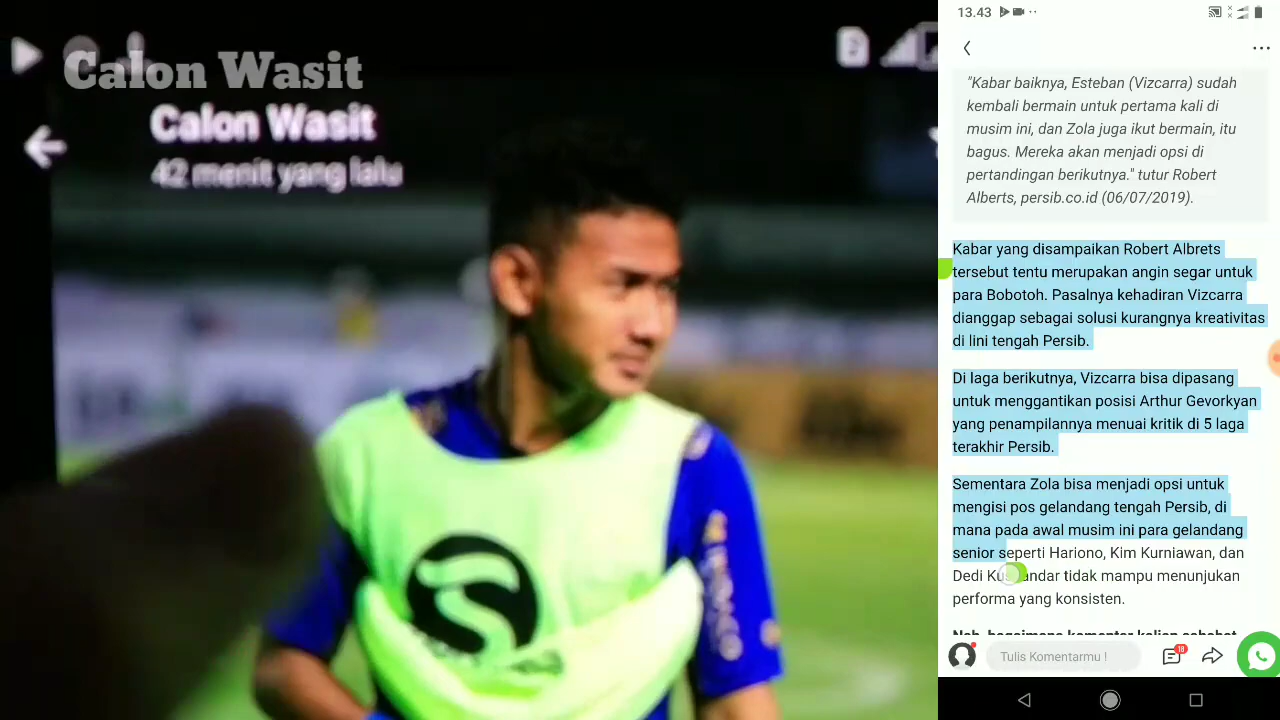 Calon Wasit
Calon Wasit
42 menit yang lalu
13.43
"Kabar baiknya, Esteban (Vizcarra) sudah
kembali bermain untuk pertama kali di
musim ini, dan Zola juga ikut bermain, itu
bagus. Mereka akan menjadi opsi di
pertandingan berikutnya." tutur Robert
Alberts, persib.co.id (06/07/2019).
Kabar yang disampaikan Robert Albrets
tersebut tentu merupakan angin segar untuk
para Bobotoh. Pasalnya kehadiran Vizcarra
dianggap sebagai solusi kurangnya kreativitas
di lini tengah Persib.
Di laga berikutnya, Vizcarra bisa dipasang
untuk menggantikan posisi Arthur Gevorkyan
yang penampilannya menuai kritik di 5 laga
terakhir Persib.
Sementara Zola bisa menjadi opsi untuk
mengisi pos gelandang tengah Persib, di
mana pada awal musim ini para gelandang
senior seperti Hariono, Kim Kurniawan, dan
Dedi Kusnandar tidak mampu menunjukan
performa yang konsisten.
Tulis Komentarmu !
18